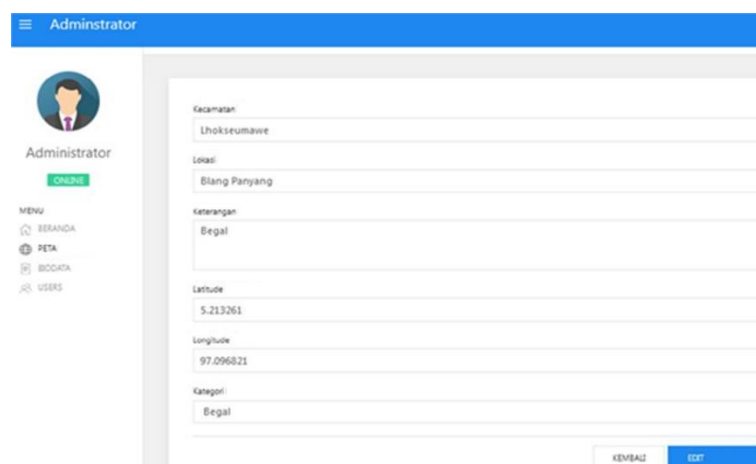 Adminstrator
Administrator
ONLINE
MENU
BERANDA
PETA
BIODATA
USERS
Kecamatan
Lhokseumawe
Lokasi
Blang Panyang
Keterangan
Begal
Latitude
5.213261
Longitude
97.096821
Kategori
Begal
KEMBALI EDIT